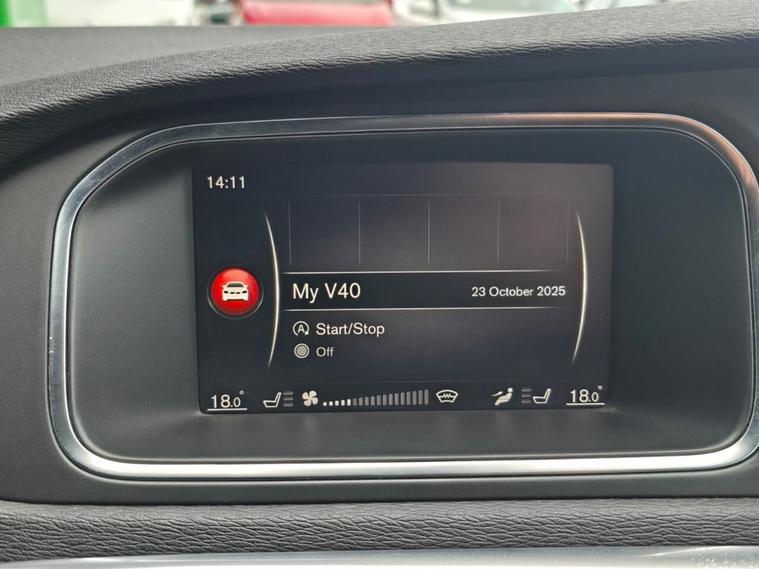 14:11
My V40 23 October 2025
Start/Stop
Off
18.0° 18.0°